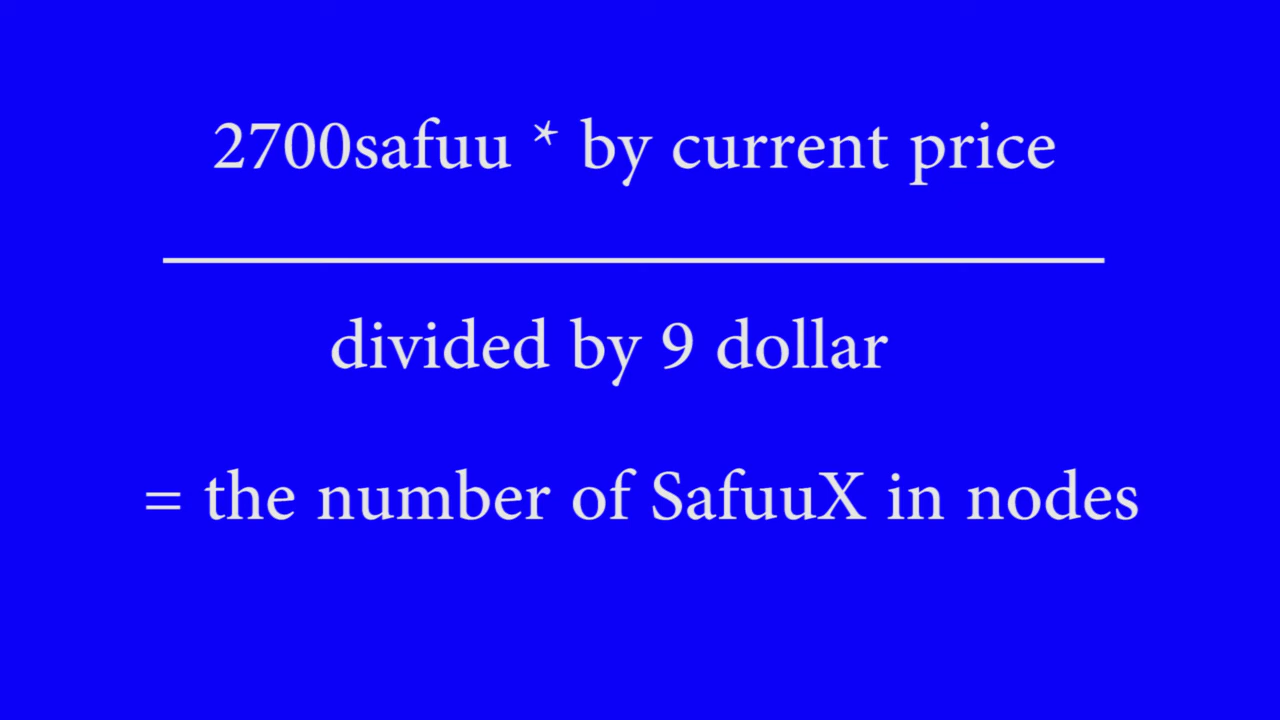 2700safuu * by current price
divided by 9 dollar
= the number of SafuuX in nodes